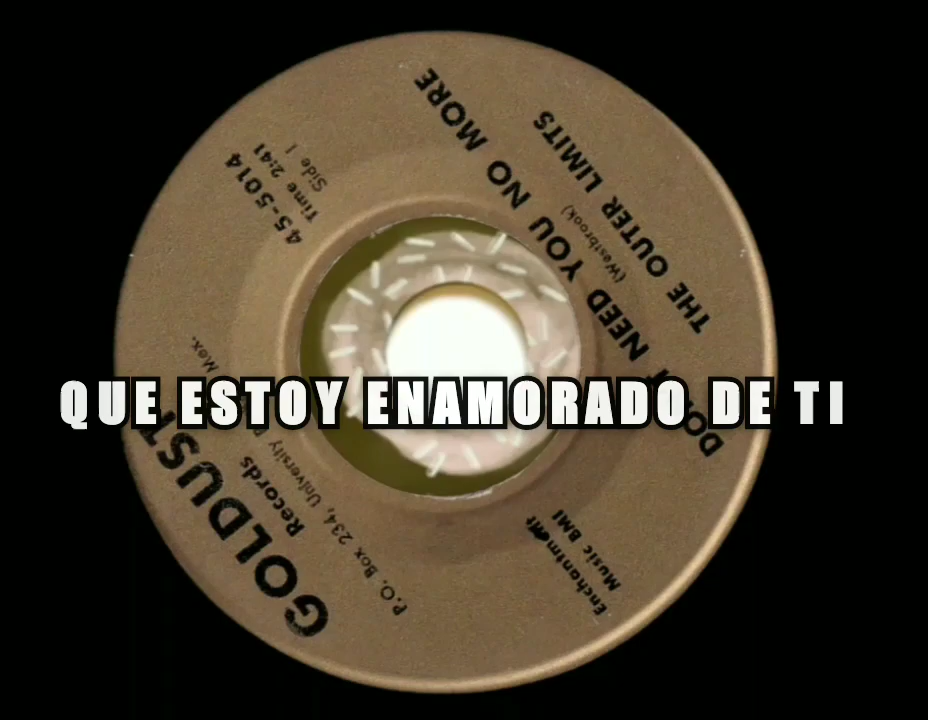 QUE ESTOY ENAMORADO DE TI
GOLDUST
Records
P.O. Box 234, University
Mex.
45-5014
Time 2:41
Side 1
Enchantment
Music BMI
NEED YOU NO MORE
(Westbrook)
THE OUTER LIMITS